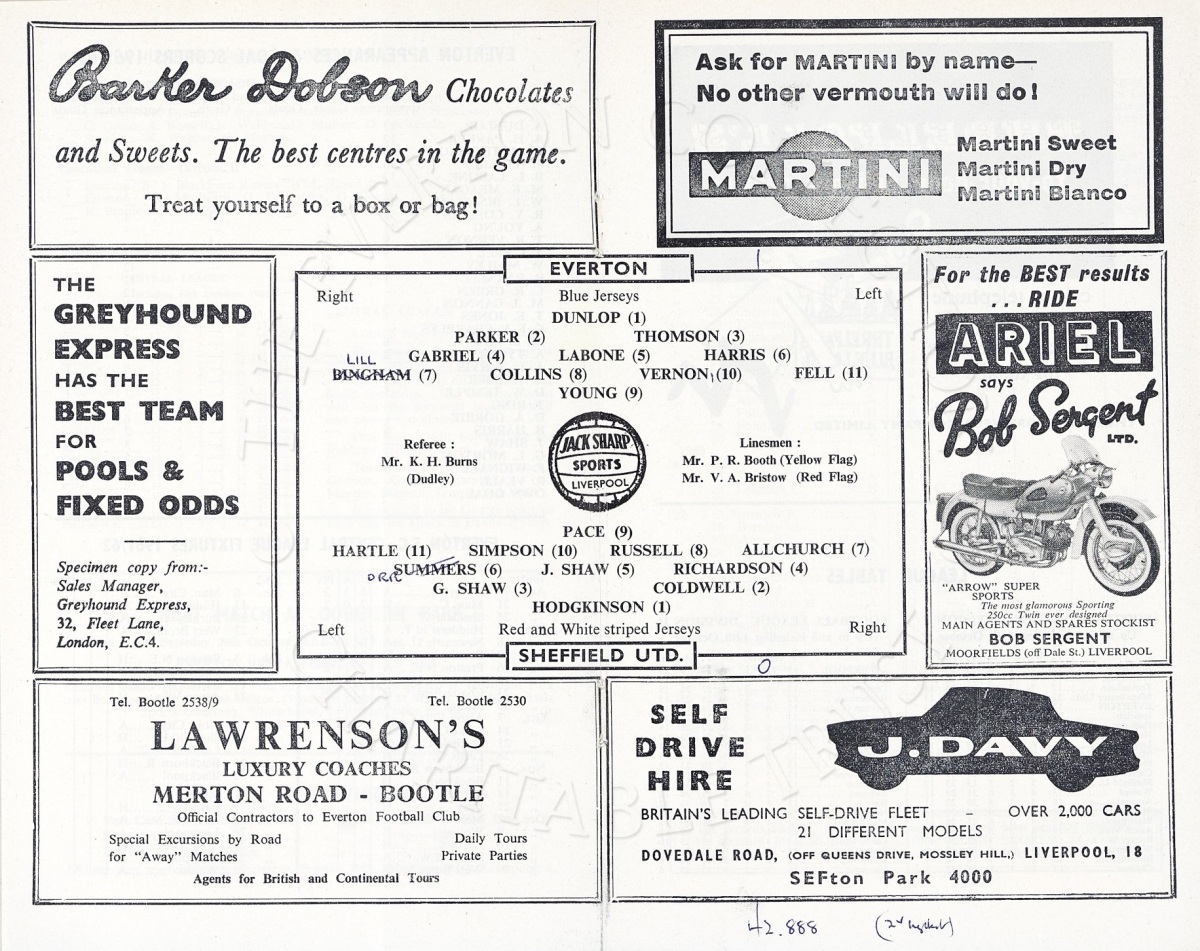 Barker Dobson Chocolates
and Sweets. The best centres in the game.
Treat yourself to a box or bag!
Ask for MARTINI by name—
No other vermouth will do!
MARTINI
Martini Sweet
Martini Dry
Martini Bianco
THE
GREYHOUND
EXPRESS
HAS THE
BEST TEAM
FOR
POOLS &
FIXED ODDS
Specimen copy from:-
Sales Manager,
Greyhound Express,
32, Fleet Lane,
London, E.C.4.
1
EVERTON
Right Blue Jerseys Left
DUNLOP (1)
PARKER (2) THOMSON (3)
LILL
GABRIEL (4) LABONE (5) HARRIS (6)
BINGHAM (7) COLLINS (8) VERNON (10) FELL (11)
YOUNG (9)
Referee :
Mr. K. H. Burns
(Dudley)
JACK SHARP
SPORTS
LIVERPOOL
Linesmen :
Mr. P. R. Booth (Yellow Flag)
Mr. V. A. Bristow (Red Flag)
PACE (9)
HARTLE (11) SIMPSON (10) RUSSELL (8) ALLCHURCH (7)
SUMMERS (6) J. SHAW (5) RICHARDSON (4)
G. SHAW (3) COLDWELL (2)
HODGKINSON (1)
Left Red and White striped Jerseys Right
SHEFFIELD UTD.
0
For the BEST results
...RIDE
ARIEL
says
Bob Sergent
LTD.
"ARROW" SUPER
SPORTS
The most glamorous Sporting
250cc Twin ever designed
MAIN AGENTS AND SPARES STOCKIST
BOB SERGENT
MOORFIELDS (off Dale St.) LIVERPOOL
Tel. Bootle 2538/9 Tel. Bootle 2530
LAWRENSON'S
LUXURY COACHES
MERTON ROAD - BOOTLE
Official Contractors to Everton Football Club
Special Excursions by Road
for "Away" Matches
Daily Tours
Private Parties
Agents for British and Continental Tours
SELF
DRIVE
HIRE
J. DAVY
BRITAIN'S LEADING SELF-DRIVE FLEET – OVER 2,000 CARS
21 DIFFERENT MODELS
DOVEDALE ROAD, (OFF QUEENS DRIVE, MOSSLEY HILL,) LIVERPOOL, 18
SEFton Park 4000
42.888